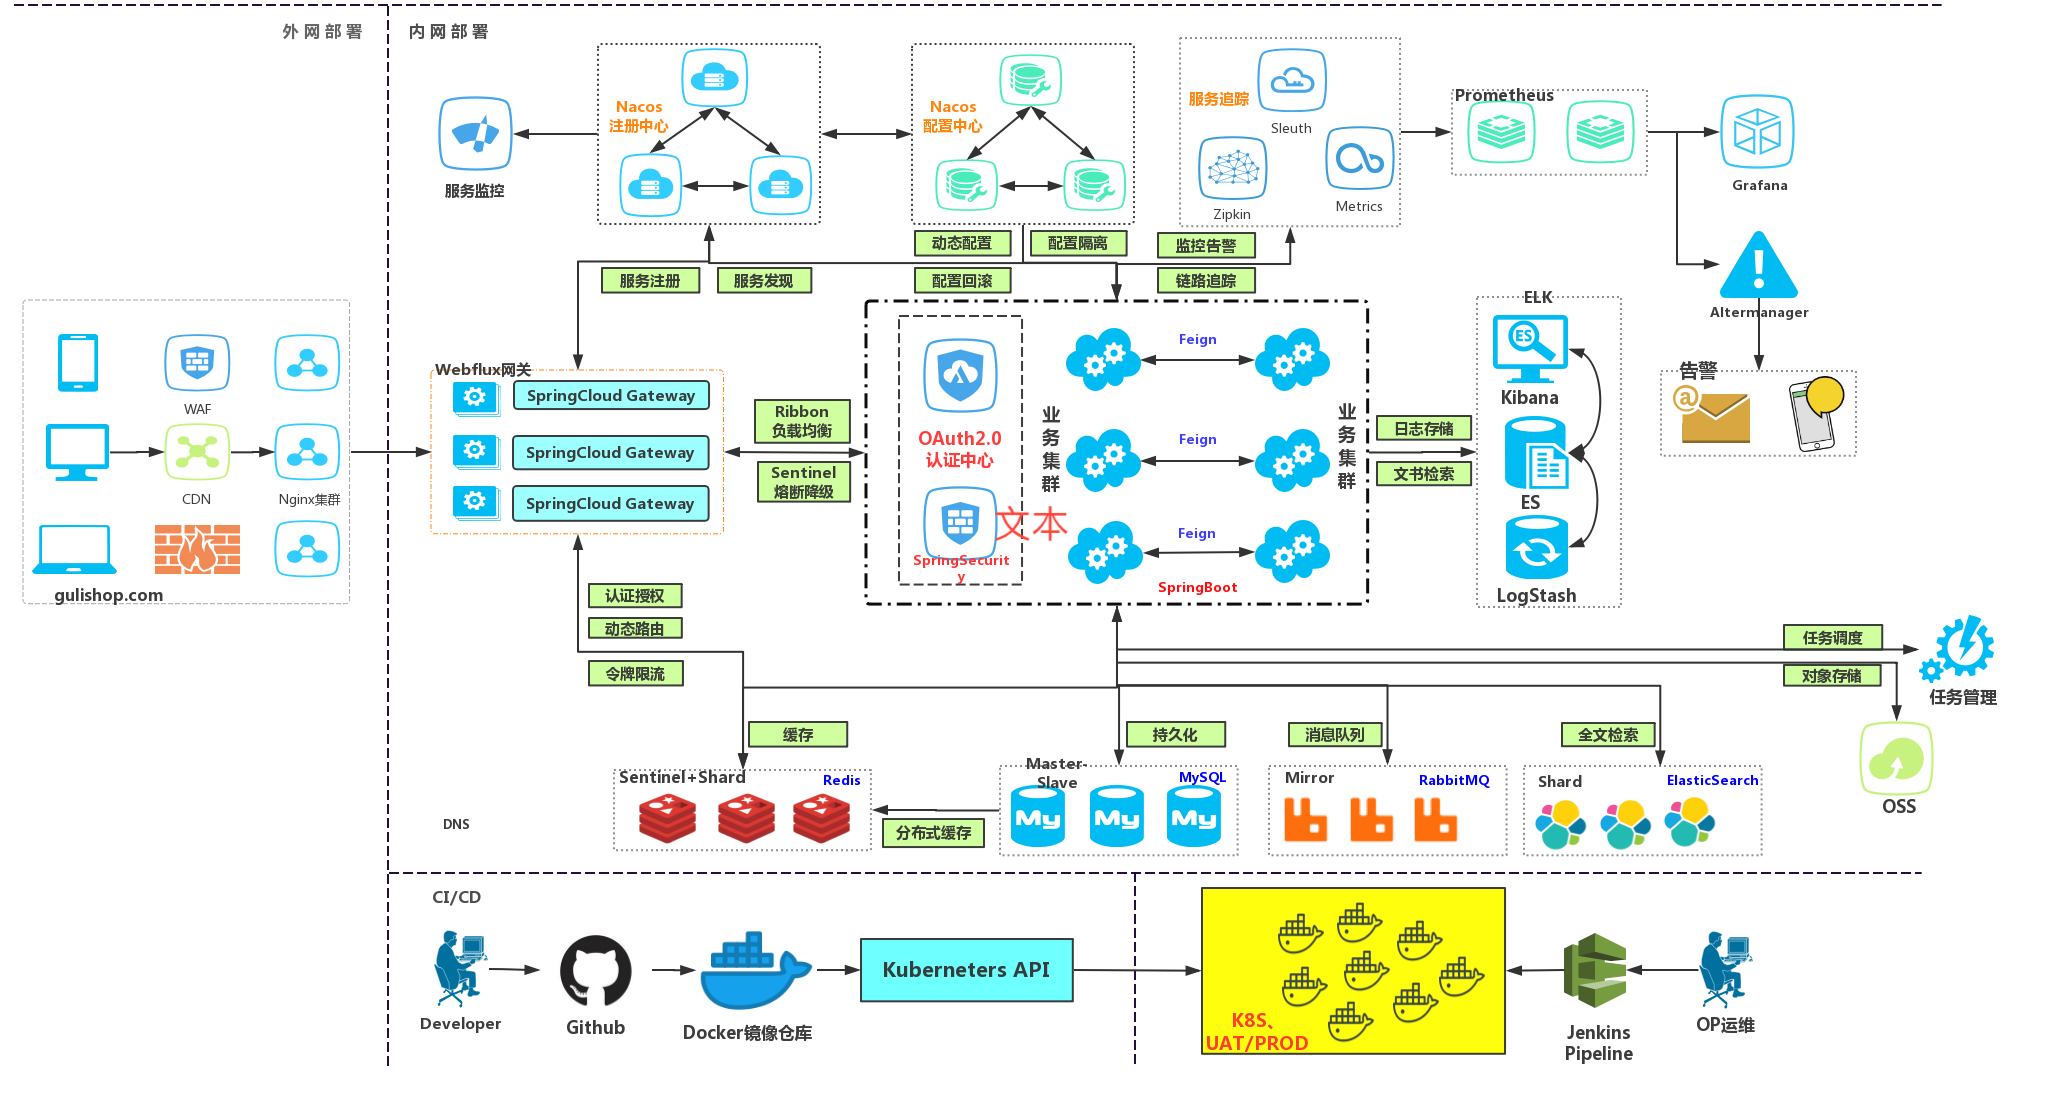 外网部署
内网部署
Nacos
注册中心
服务监控
Nacos
配置中心
服务追踪
Sleuth
Zipkin
Metrics
Prometheus
Grafana
Altermanager
告警
@
服务注册
服务发现
动态配置
配置隔离
配置回滚
监控告警
链路追踪
WAF
CDN
Nginx集群
gulishop.com
Webflux网关
SpringCloud Gateway
SpringCloud Gateway
SpringCloud Gateway
Ribbon
负载均衡
Sentinel
熔断降级
OAuth2.0
认证中心
文本
SpringSecurit
y
业务集群
Feign
Feign
Feign
业务集群
SpringBoot
日志存储
文书检索
ELK
ES
Kibana
ES
LogStash
认证授权
动态路由
令牌限流
任务调度
对象存储
任务管理
OSS
缓存
持久化
消息队列
全文检索
Sentinel+Shard
Redis
分布式缓存
Master-
Slave
MySQL
My
My
My
Mirror
RabbitMQ
Shard
ElasticSearch
DNS
CI/CD
Developer
Github
Docker镜像仓库
Kuberneters API
K8S、
UAT/PROD
Jenkins
Pipeline
OP运维